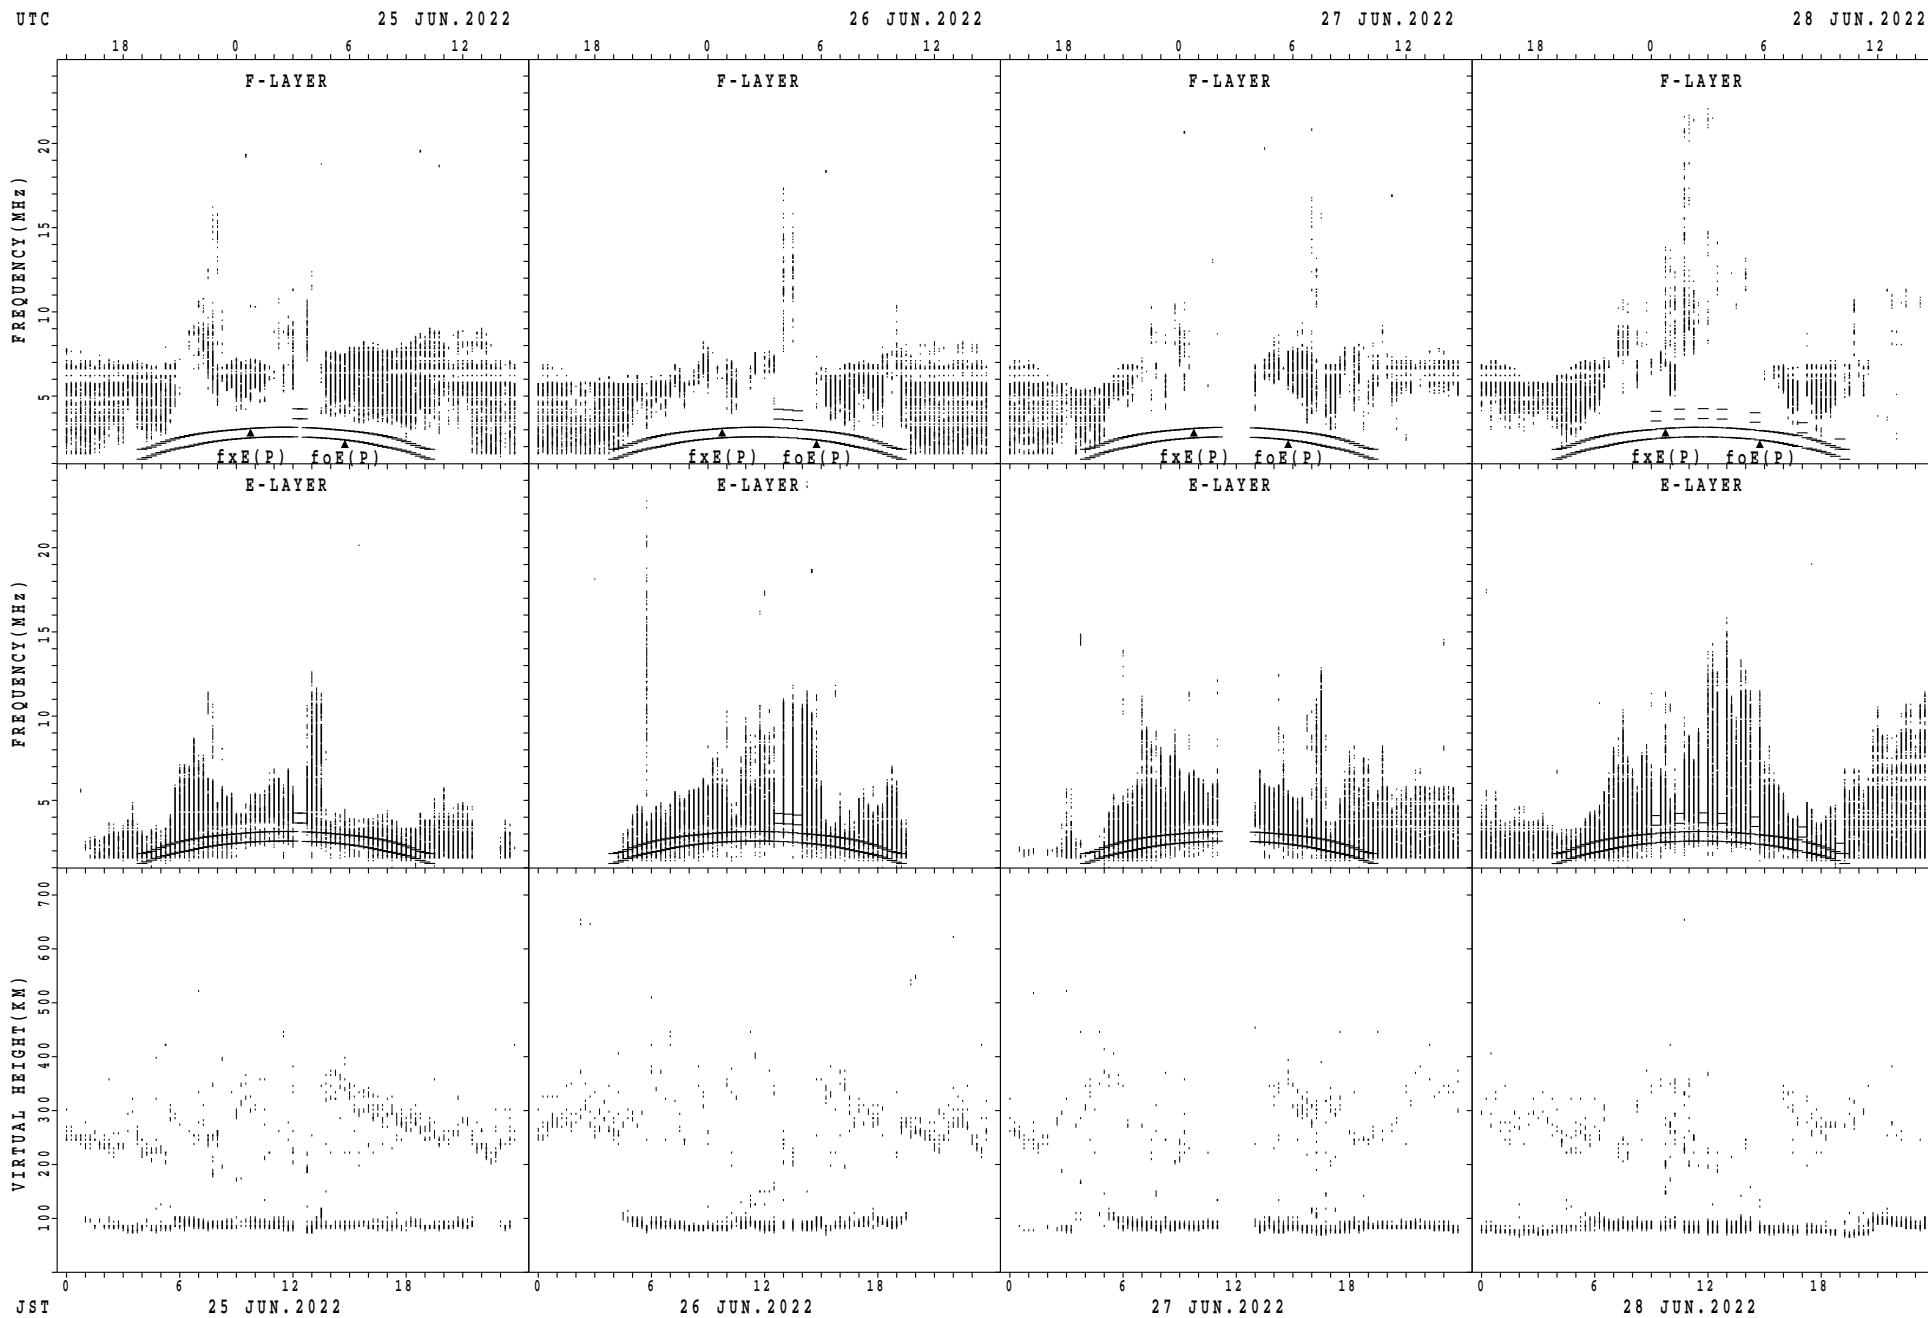 UTC 25 JUN.2022 26 JUN.2022 27 JUN.2022 28 JUN.2022
18 0 6 12 18 0 6 12 18 0 6 12 18 0 6 12
F-LAYER F-LAYER F-LAYER F-LAYER
FREQUENCY(MHz)
20
15
10
5
fxE(P) foE(P) fxE(P) foE(P) fxE(P) foE(P) fxE(P) foE(P)
E-LAYER E-LAYER E-LAYER E-LAYER
FREQUENCY(MHz)
20
15
10
5
VIRTUAL HEIGHT(KM)
700
600
500
400
300
200
100
0 6 12 18 0 6 12 18 0 6 12 18 0 6 12 18
JST 25 JUN.2022 26 JUN.2022 27 JUN.2022 28 JUN.2022